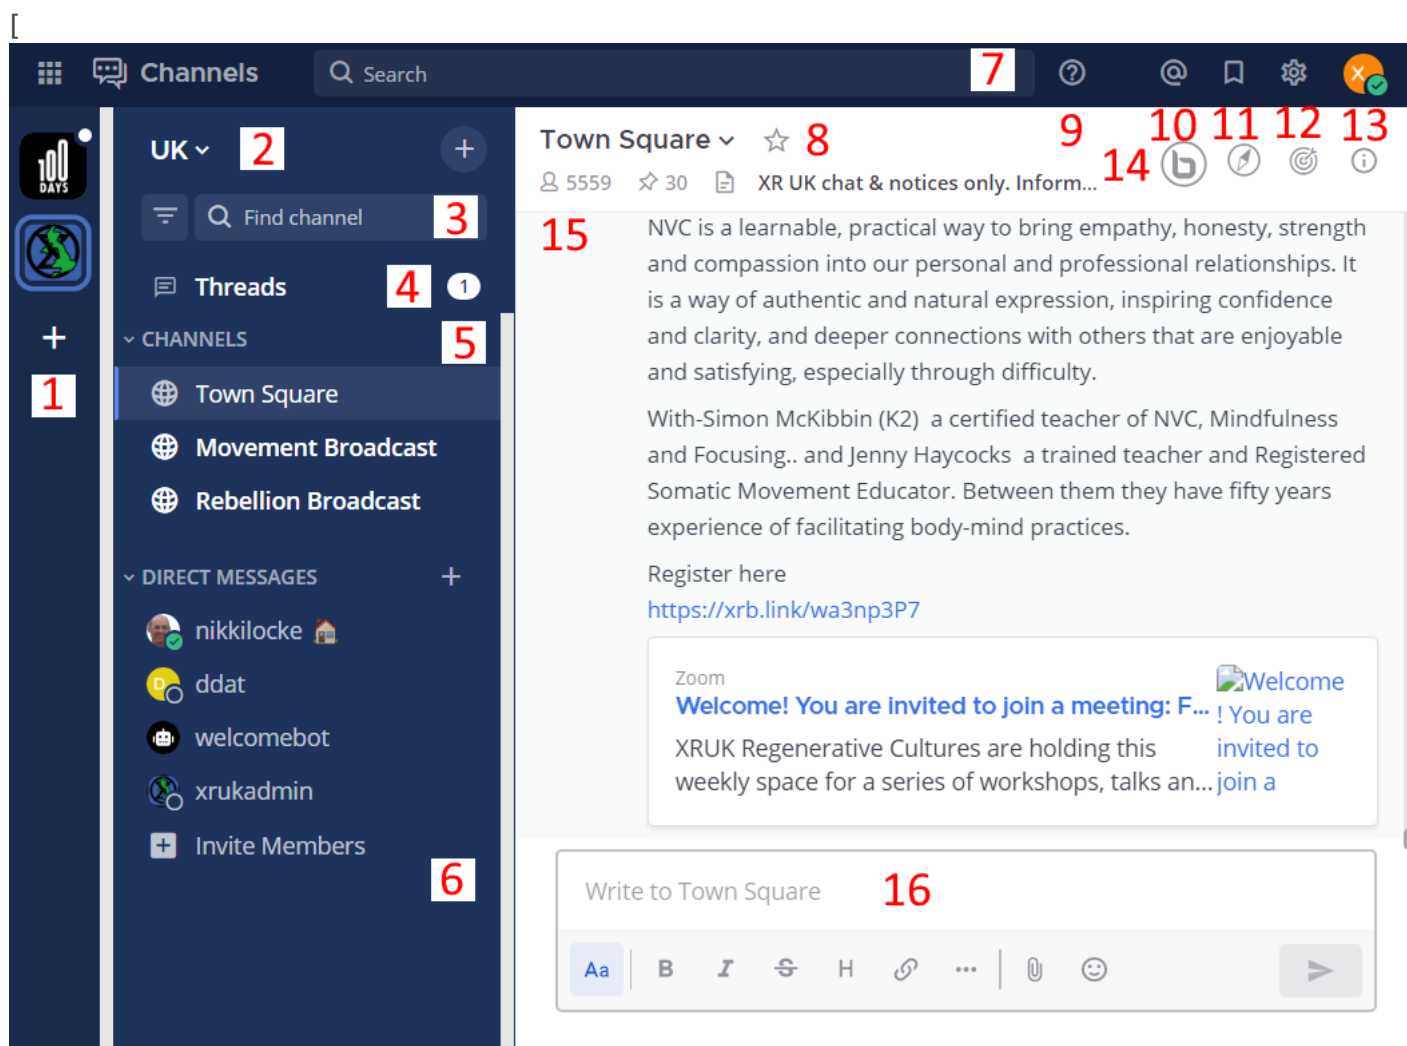 [
Channels
Search
7
100
DAYS
UK
2
Find channel
3
Threads
4
1
CHANNELS
5
1
Town Square
Movement Broadcast
Rebellion Broadcast
DIRECT MESSAGES
nikkilocke
D
ddat
welcomebot
xrukadmin
Invite Members
6
X
Town Square
8
9
10
11
12
13
14
b
5559
30
XR UK chat & notices only. Inform...
15
NVC is a learnable, practical way to bring empathy, honesty, strength
and compassion into our personal and professional relationships. It
is a way of authentic and natural expression, inspiring confidence
and clarity, and deeper connections with others that are enjoyable
and satisfying, especially through difficulty.
With-Simon McKibbin (K2) a certified teacher of NVC, Mindfulness
and Focusing.. and Jenny Haycocks a trained teacher and Registered
Somatic Movement Educator. Between them they have fifty years
experience of facilitating body-mind practices.
Register here
https://xrb.link/wa3np3P7
Zoom
Welcome! You are invited to join a meeting: F...
XRUK Regenerative Cultures are holding this
weekly space for a series of workshops, talks an...
Welcome
! You are
invited to
join a
Write to Town Square
16
Aa
B
I
S
H